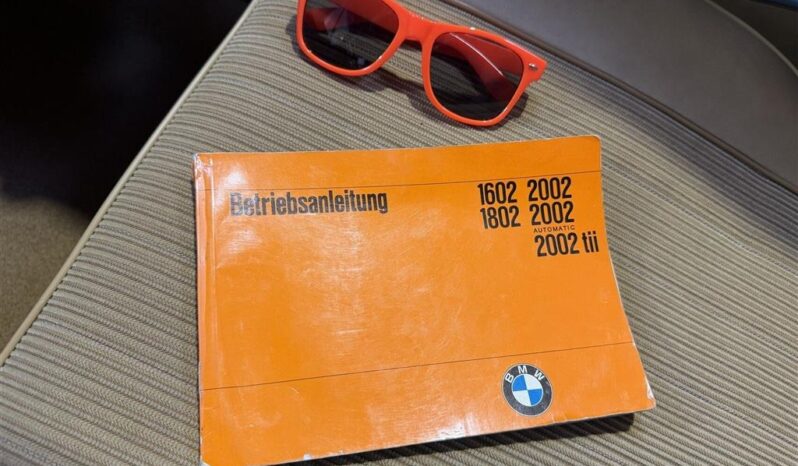 Betriebsanleitung
1602 2002
1802 2002
AUTOMATIC
2002 tii
BMW